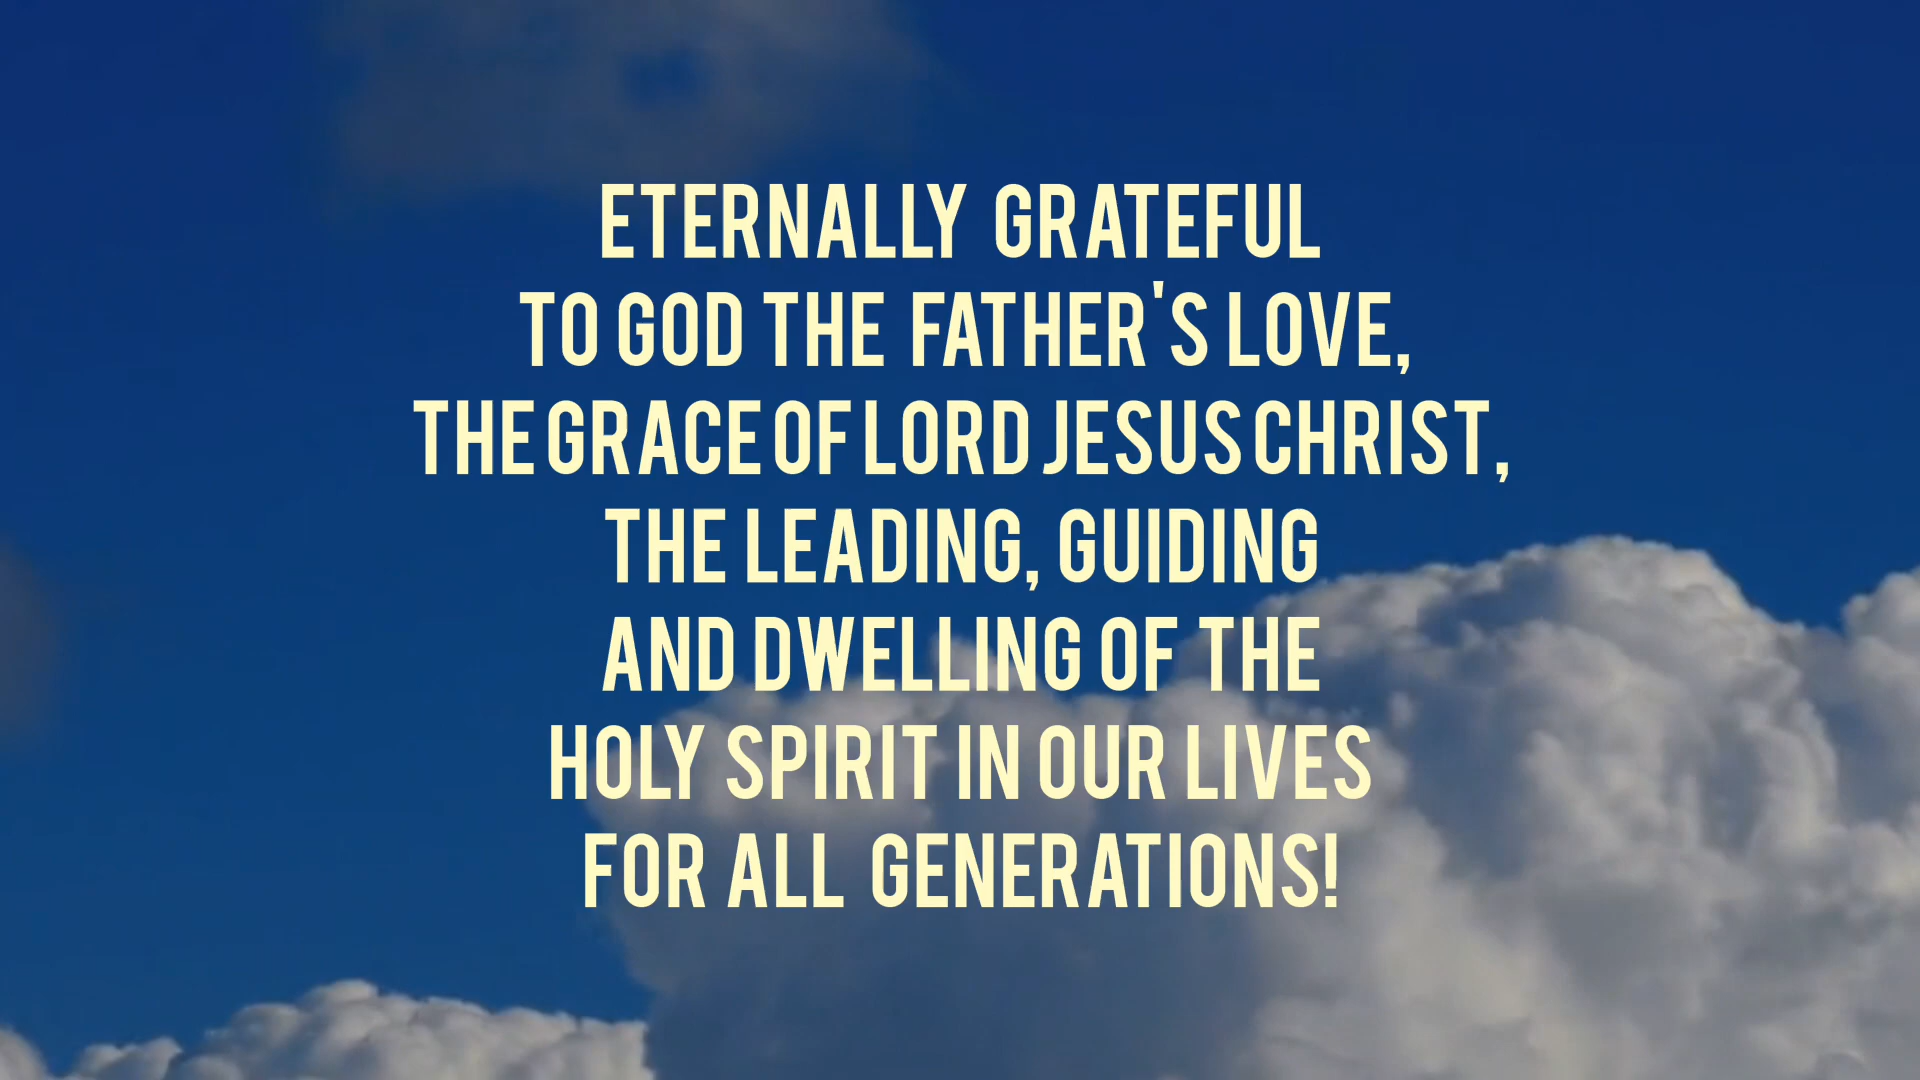 ETERNALLY GRATEFUL
TO GOD THE FATHER'S LOVE,
THE GRACE OF LORD JESUS CHRIST,
THE LEADING, GUIDING
AND DWELLING OF THE
HOLY SPIRIT IN OUR LIVES
FOR ALL GENERATIONS!